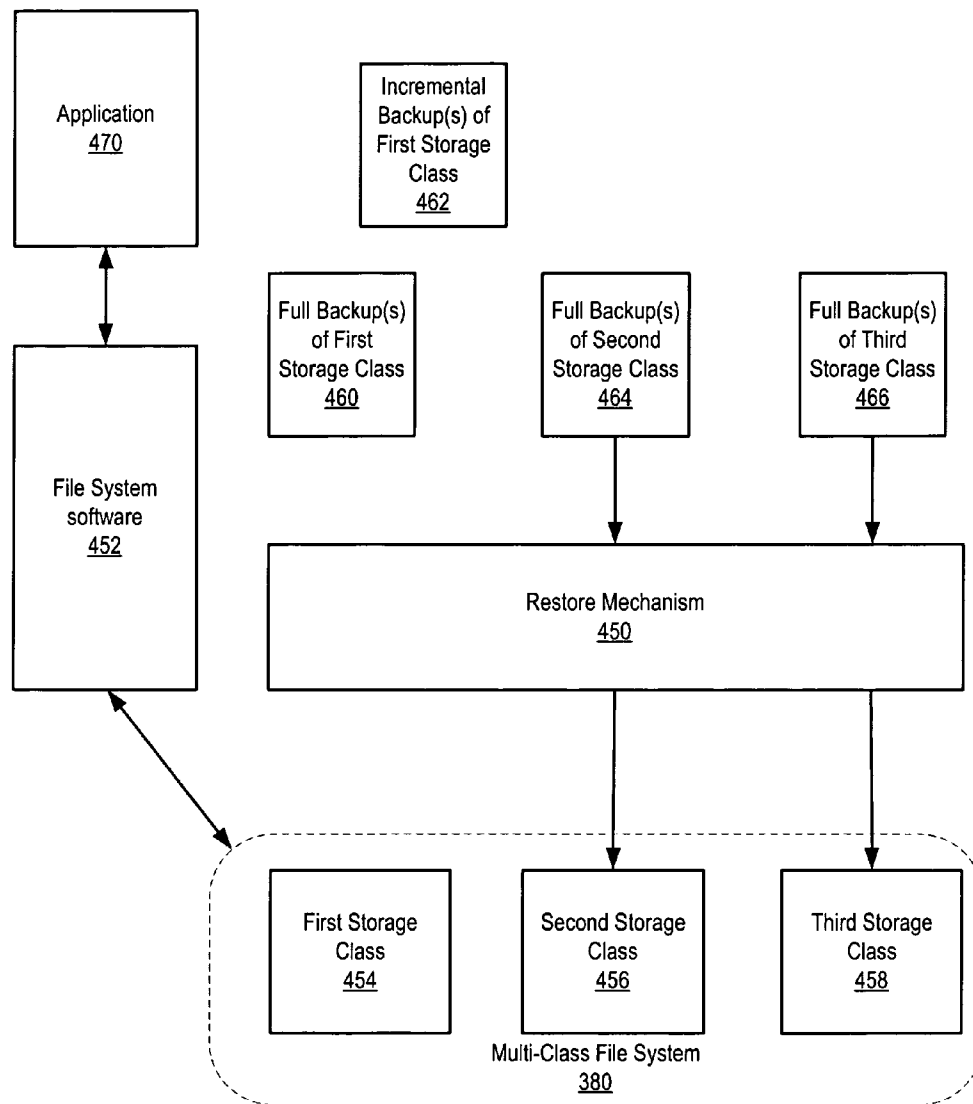 Application
470
Incremental
Backup(s) of
First Storage
Class
462
Full Backup(s)
of First
Storage Class
460
Full Backup(s)
of Second
Storage Class
464
Full Backup(s)
of Third
Storage Class
466
File System
software
452
Restore Mechanism
450
First Storage
Class
454
Second Storage
Class
456
Third Storage
Class
458
Multi-Class File System
380